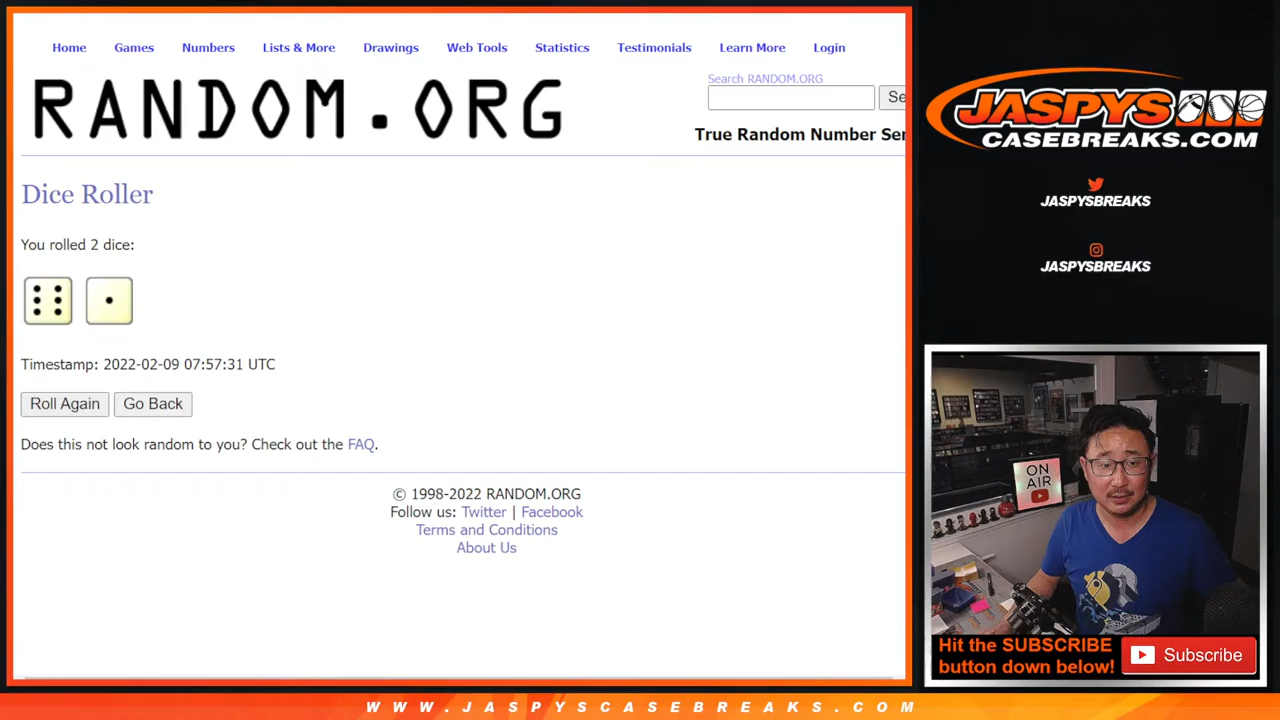 Home Games Numbers Lists & More Drawings Web Tools Statistics Testimonials Learn More Login
RANDOM.ORG
Search RANDOM.ORG
Se
True Random Number Ser
Dice Roller
You rolled 2 dice:
Timestamp: 2022-02-09 07:57:31 UTC
Roll Again Go Back
Does this not look random to you? Check out the FAQ.
© 1998-2022 RANDOM.ORG
Follow us: Twitter | Facebook
Terms and Conditions
About Us
JASPYS
CASEBREAKS.COM
JASPYSBREAKS
JASPYSBREAKS
ON
AIR
Hit the SUBSCRIBE
button down below!
Subscribe
WWW.JASPYSCASEBREAKS.COM